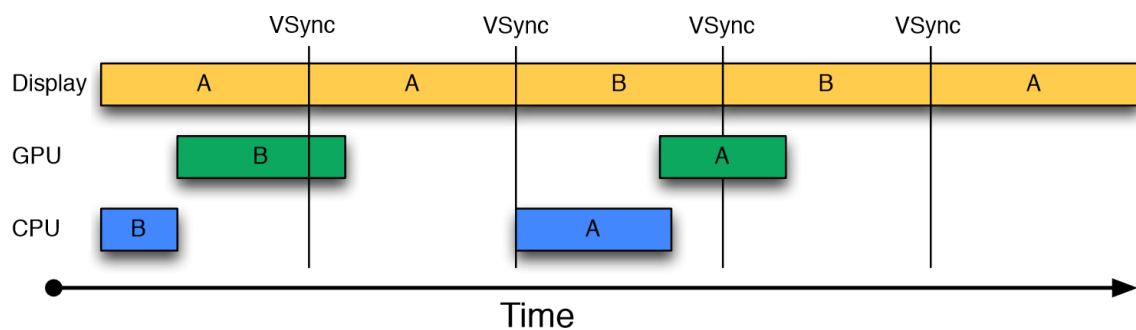 VSync VSync VSync VSync
Display A A B B A
GPU B A
CPU B A
Time